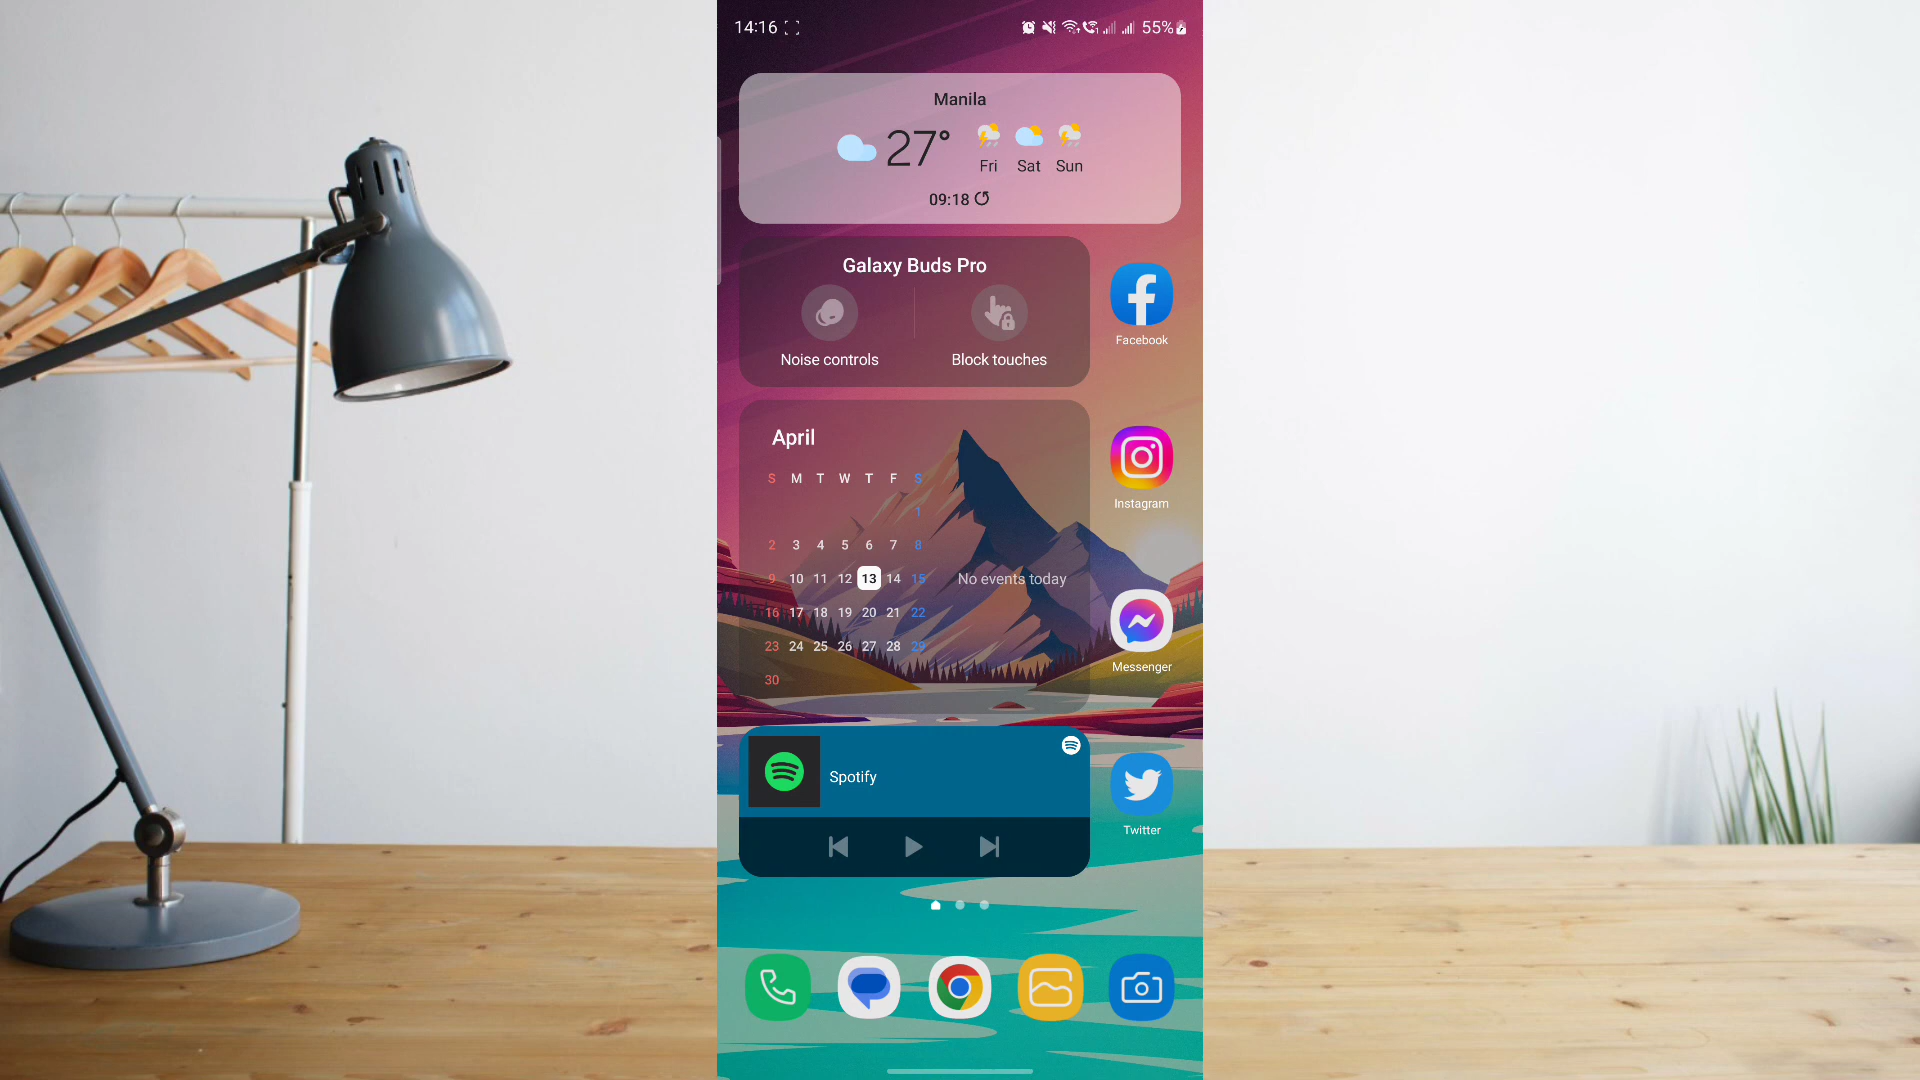 14:16
55%
Manila
27°
Fri Sat Sun
09:18
Galaxy Buds Pro
Noise controls Block touches
Facebook
April
S M T W T F S
1
2 3 4 5 6 7 8
9 10 11 12 13 14 15
16 17 18 19 20 21 22
23 24 25 26 27 28 29
30
No events today
Instagram
Messenger
Spotify
Twitter